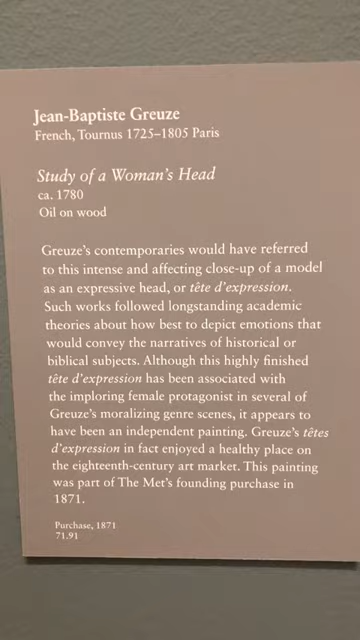 Jean-Baptiste Greuze
French, Tournus 1725–1805 Paris
Study of a Woman's Head
ca. 1780
Oil on wood
Greuze's contemporaries would have referred
to this intense and affecting close-up of a model
as an expressive head, or tête d'expression.
Such works followed longstanding academic
theories about how best to depict emotions that
would convey the narratives of historical or
biblical subjects. Although this highly finished
tête d'expression has been associated with
the imploring female protagonist in several of
Greuze's moralizing genre scenes, it appears to
have been an independent painting. Greuze's têtes
d'expression in fact enjoyed a healthy place on
the eighteenth-century art market. This painting
was part of The Met's founding purchase in
1871.
Purchase, 1871
71.91